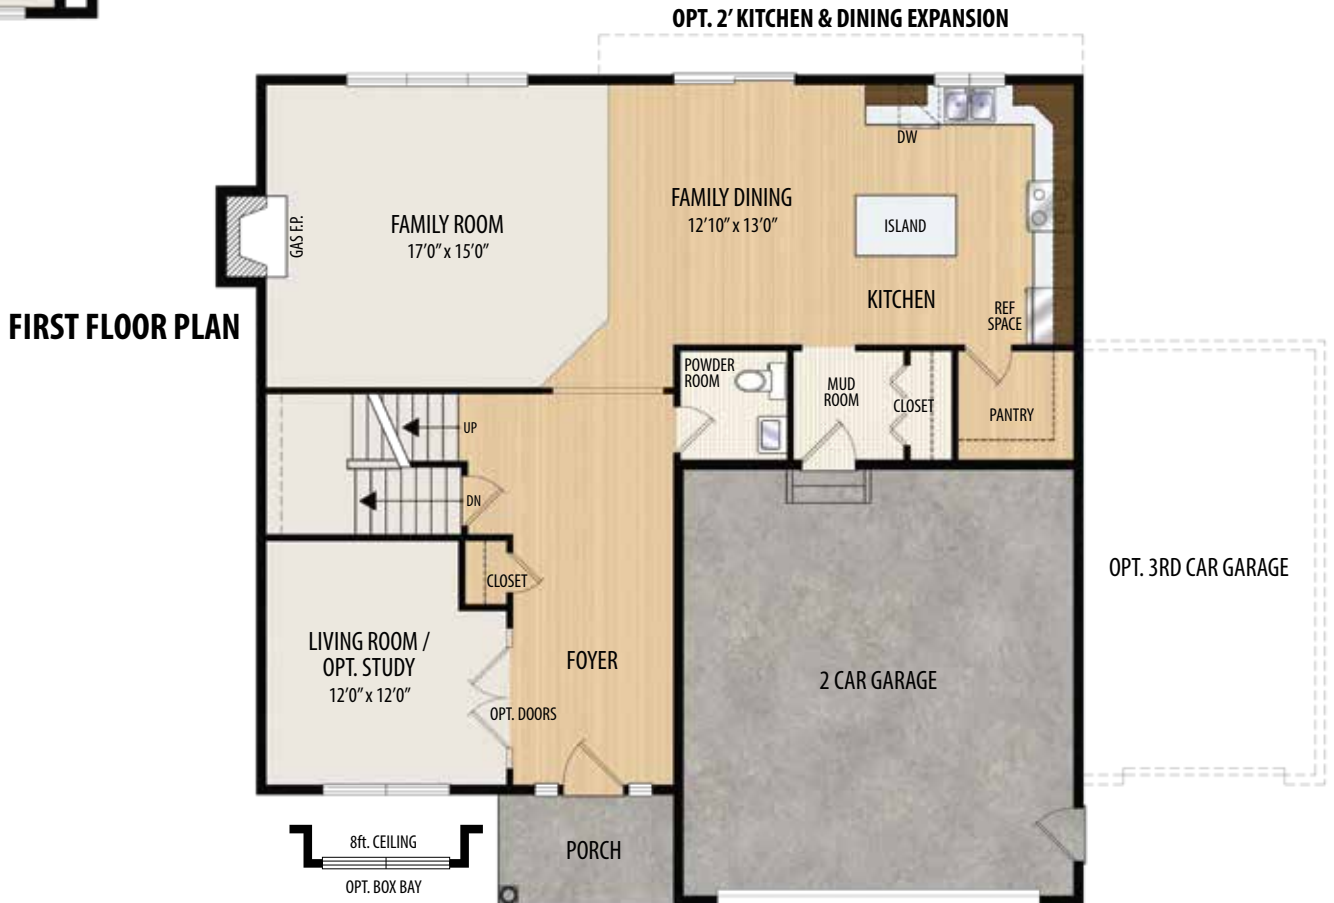 OPT. 2’ KITCHEN & DINING EXPANSION
DW
FAMILY DINING
12’10” x 13’0”
ISLAND
FAMILY ROOM
17’0” x 15’0”
GAS F.P.
KITCHEN
REF
SPACE
FIRST FLOOR PLAN
POWDER
ROOM
MUD
ROOM
CLOSET
PANTRY
UP
DN
CLOSET
OPT. 3RD CAR GARAGE
LIVING ROOM /
OPT. STUDY
12’0” x 12’0”
FOYER
2 CAR GARAGE
OPT. DOORS
8ft. CEILING
OPT. BOX BAY
PORCH